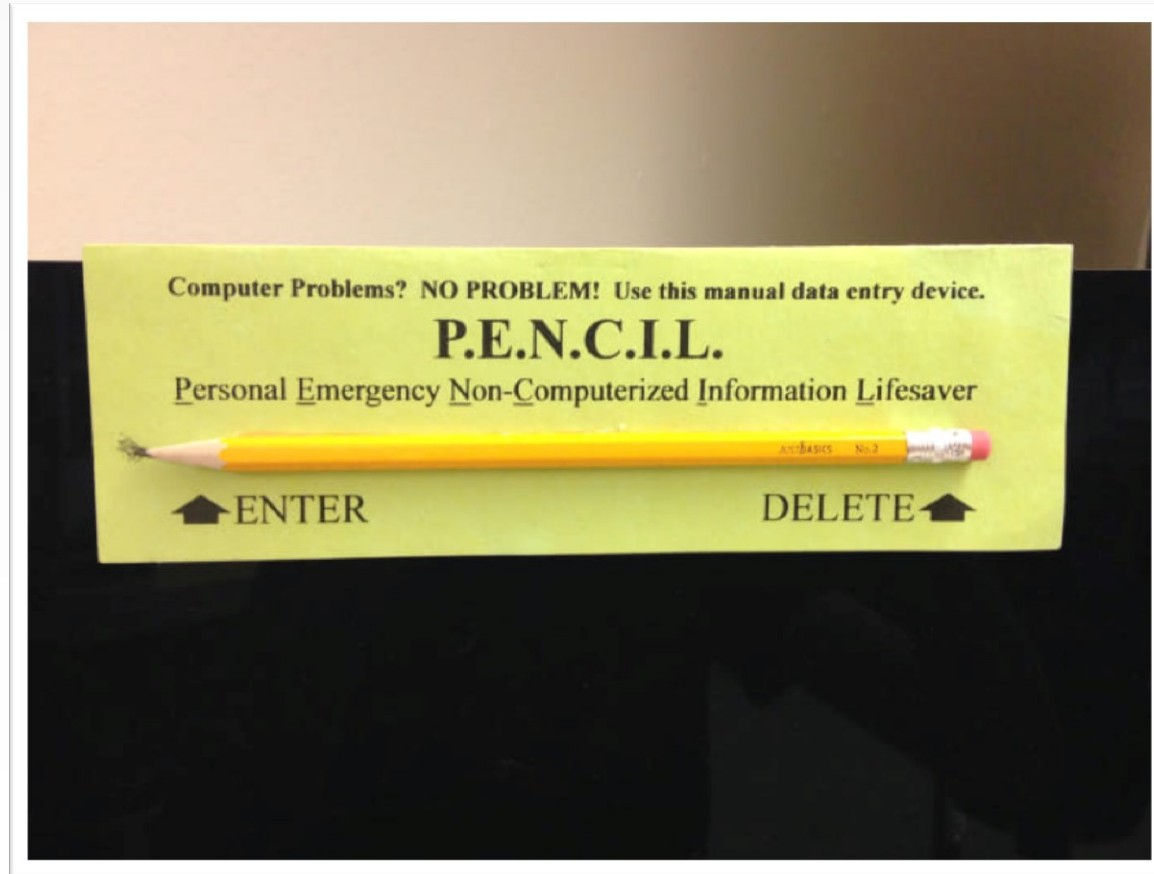 Computer Problems? NO PROBLEM! Use this manual data entry device.
P.E.N.C.I.L.
Personal Emergency Non-Computerized Information Lifesaver
JUSTBASICS No.2
ENTER DELETE